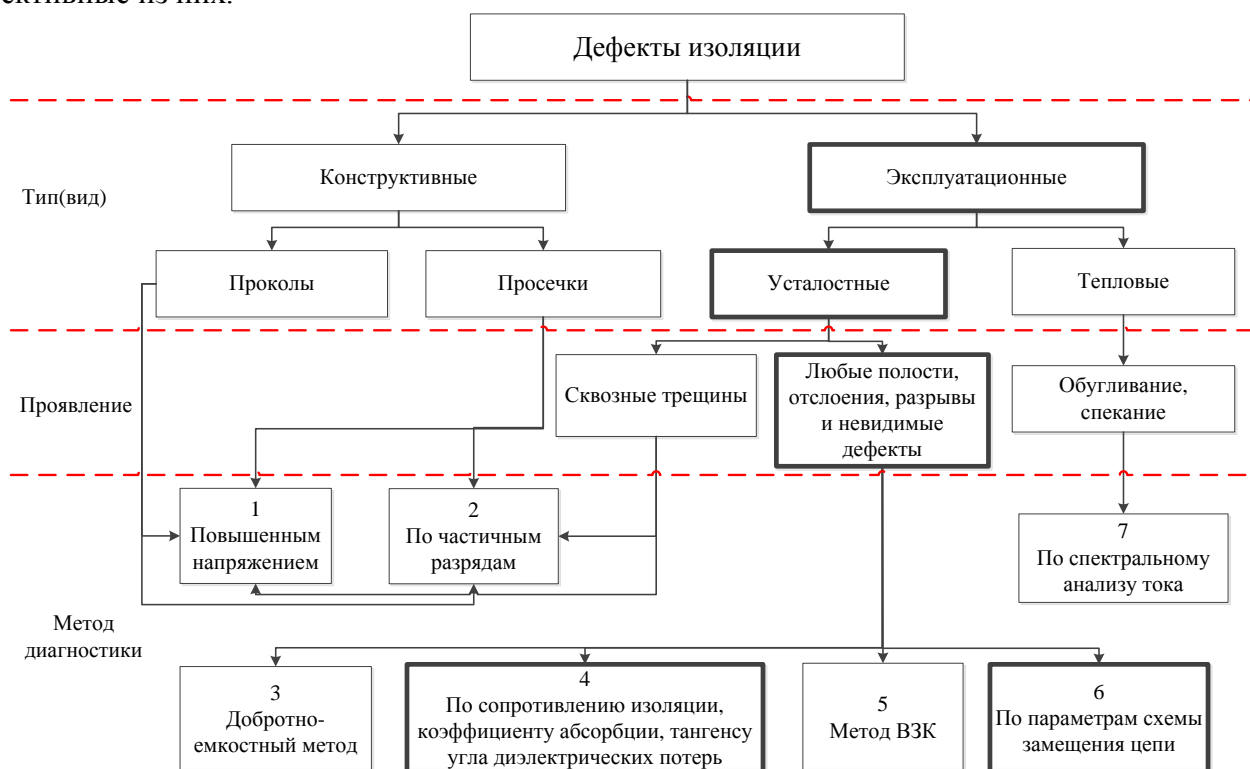 ективные из них.
Дефекты изоляции
Тип(вид)
Конструктивные
Эксплуатационные
Проколы
Просечки
Усталостные
Тепловые
Проявление
Сквозные трещины
Любые полости,
отслоения, разрывы
и невидимые
дефекты
Обугливание,
спекание
Метод
диагностики
1
Повышенным
напряжением
2
По частичным
разрядам
7
По спектральному
анализу тока
3
Добротно-
емкостный метод
4
По сопротивлению изоляции,
коэффициенту абсорбции, тангенсу
угла диэлектрических потерь
5
Метод ВЗК
6
По параметрам схемы
замещения цепи